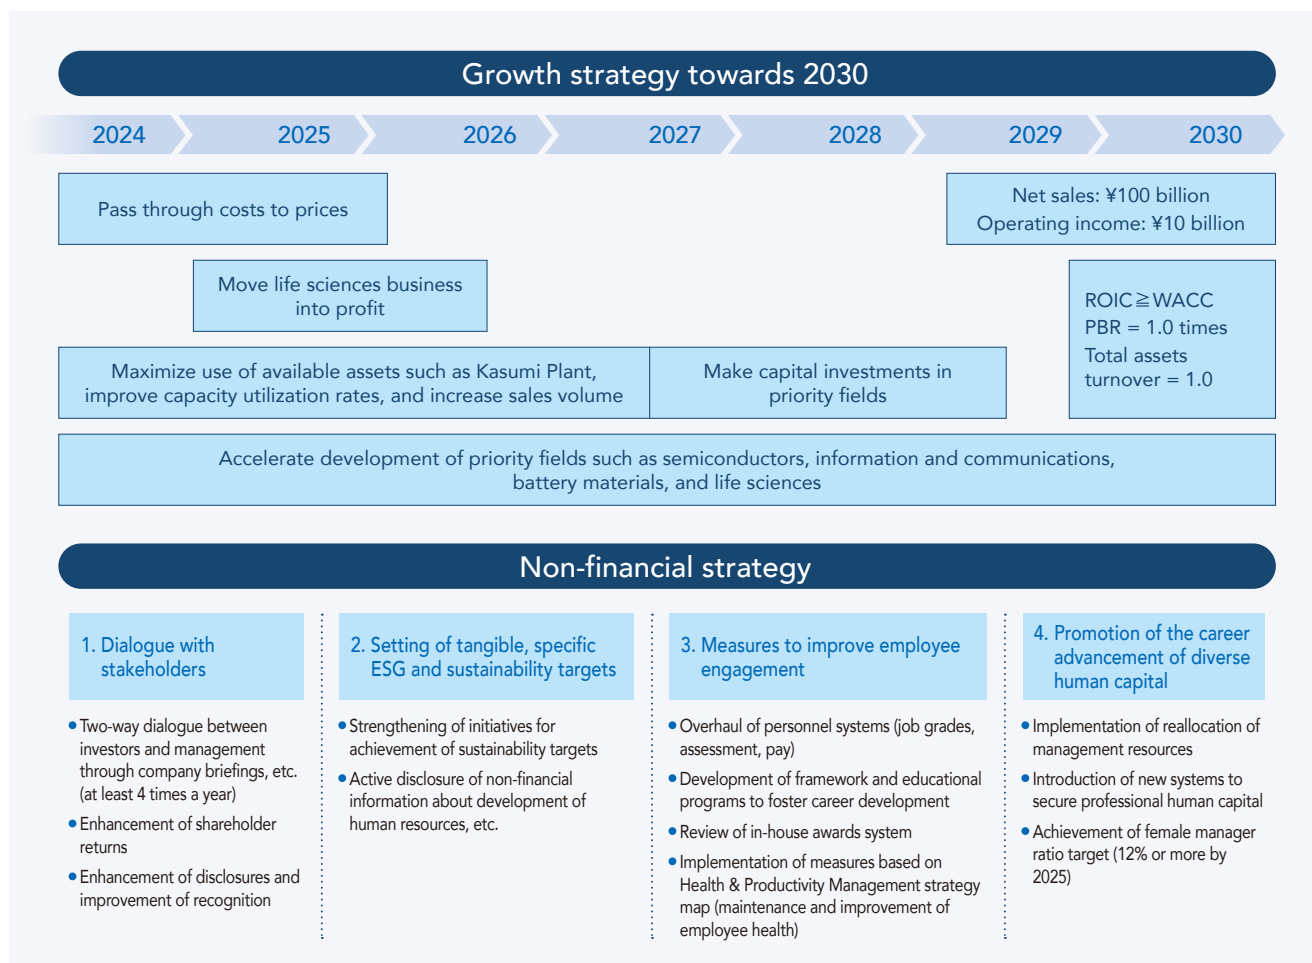 Growth strategy towards 2030
2024
2025
2026
2027
2028
2029
2030
Pass through costs to prices
Net sales: ¥100 billion
Operating income: ¥10 billion
Move life sciences business
into profit
ROIC≧WACC
PBR = 1.0 times
Total assets
turnover = 1.0
Maximize use of available assets such as Kasumi Plant,
improve capacity utilization rates, and increase sales volume
Make capital investments in
priority fields
Accelerate development of priority fields such as semiconductors, information and communications,
battery materials, and life sciences
Non-financial strategy
1. Dialogue with
stakeholders
• Two-way dialogue between
investors and management
through company briefings, etc.
(at least 4 times a year)
• Enhancement of shareholder
returns
• Enhancement of disclosures and
improvement of recognition
2. Setting of tangible, specific
ESG and sustainability targets
• Strengthening of initiatives for
achievement of sustainability targets
• Active disclosure of non-financial
information about development of
human resources, etc.
3. Measures to improve employee
engagement
• Overhaul of personnel systems (job grades,
assessment, pay)
• Development of framework and educational
programs to foster career development
• Review of in-house awards system
• Implementation of measures based on
Health & Productivity Management strategy
map (maintenance and improvement of
employee health)
4. Promotion of the career
advancement of diverse
human capital
• Implementation of reallocation of
management resources
• Introduction of new systems to
secure professional human capital
• Achievement of female manager
ratio target (12% or more by
2025)